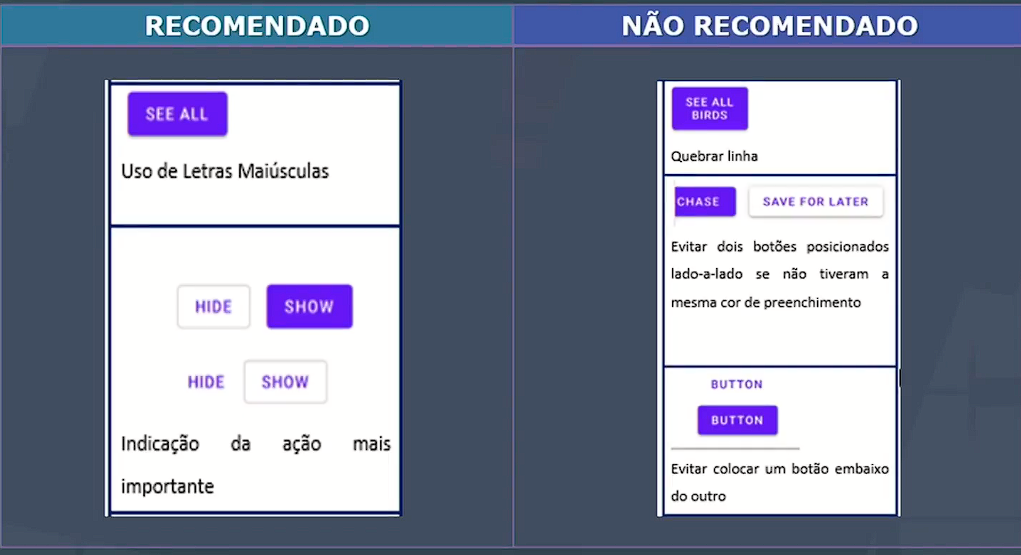 RECOMENDADO
SEE ALL
Uso de Letras Maiúsculas
HIDE SHOW
HIDE SHOW
Indicação da ação mais
importante
NÃO RECOMENDADO
SEE ALL
BIRDS
Quebrar linha
CHASE SAVE FOR LATER
Evitar dois botões posicionados
lado-a-lado se não tiveram a
mesma cor de preenchimento
BUTTON
BUTTON
Evitar colocar um botão embaixo
do outro